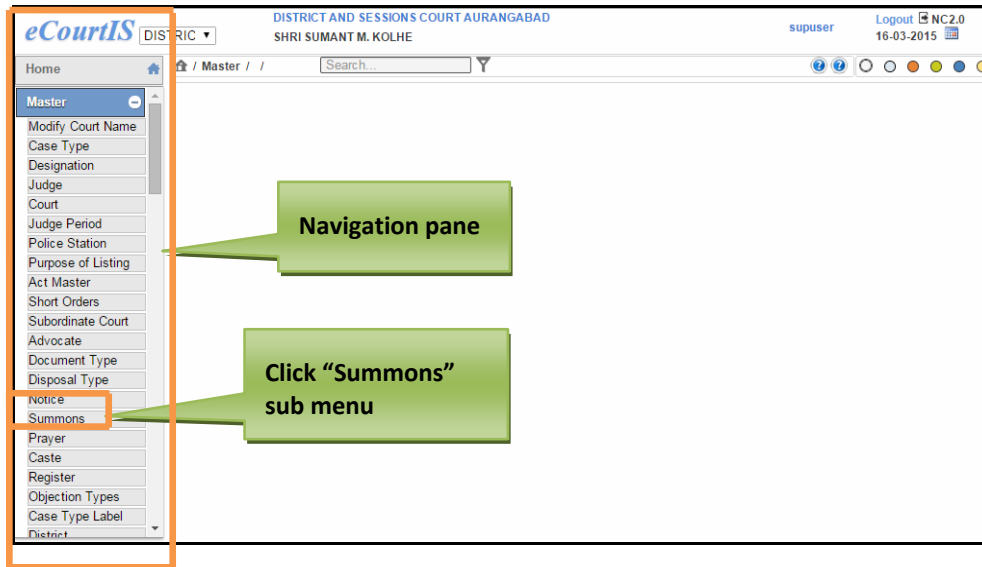 eCourtIS DISTRIC
DISTRICT AND SESSIONS COURT AURANGABAD
SHRI SUMANT M. KOLHE
supuser
Logout NC2.0
16-03-2015
Home
/ Master / / Search...
Master
Modify Court Name
Case Type
Designation
Judge
Court
Judge Period
Police Station
Purpose of Listing
Act Master
Short Orders
Subordinate Court
Advocate
Document Type
Disposal Type
Notice
Summons
Prayer
Caste
Register
Objection Types
Case Type Label
District
Navigation pane
Click “Summons”
sub menu